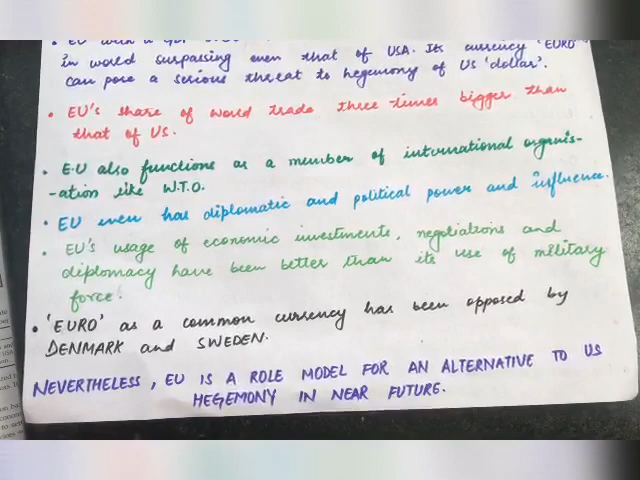 • EU with a GDP
in world surpassing even that of USA. Its currency 'EURO'
can pose a serious threat to hegemony of US 'dollar'.
• EU's share of world trade three-times bigger than
that of US.
• E.U also functions as a member of international organis-
-ation like W.T.O.
• EU even has diplomatic and political power and influence.
• EU's usage of economic investments, negotiations and
diplomacy have been better than its use of military
force.
• 'EURO' as a common currency has been opposed by
DENMARK and SWEDEN.
NEVERTHELESS, EU IS A ROLE MODEL FOR AN ALTERNATIVE TO US
HEGEMONY IN NEAR FUTURE.